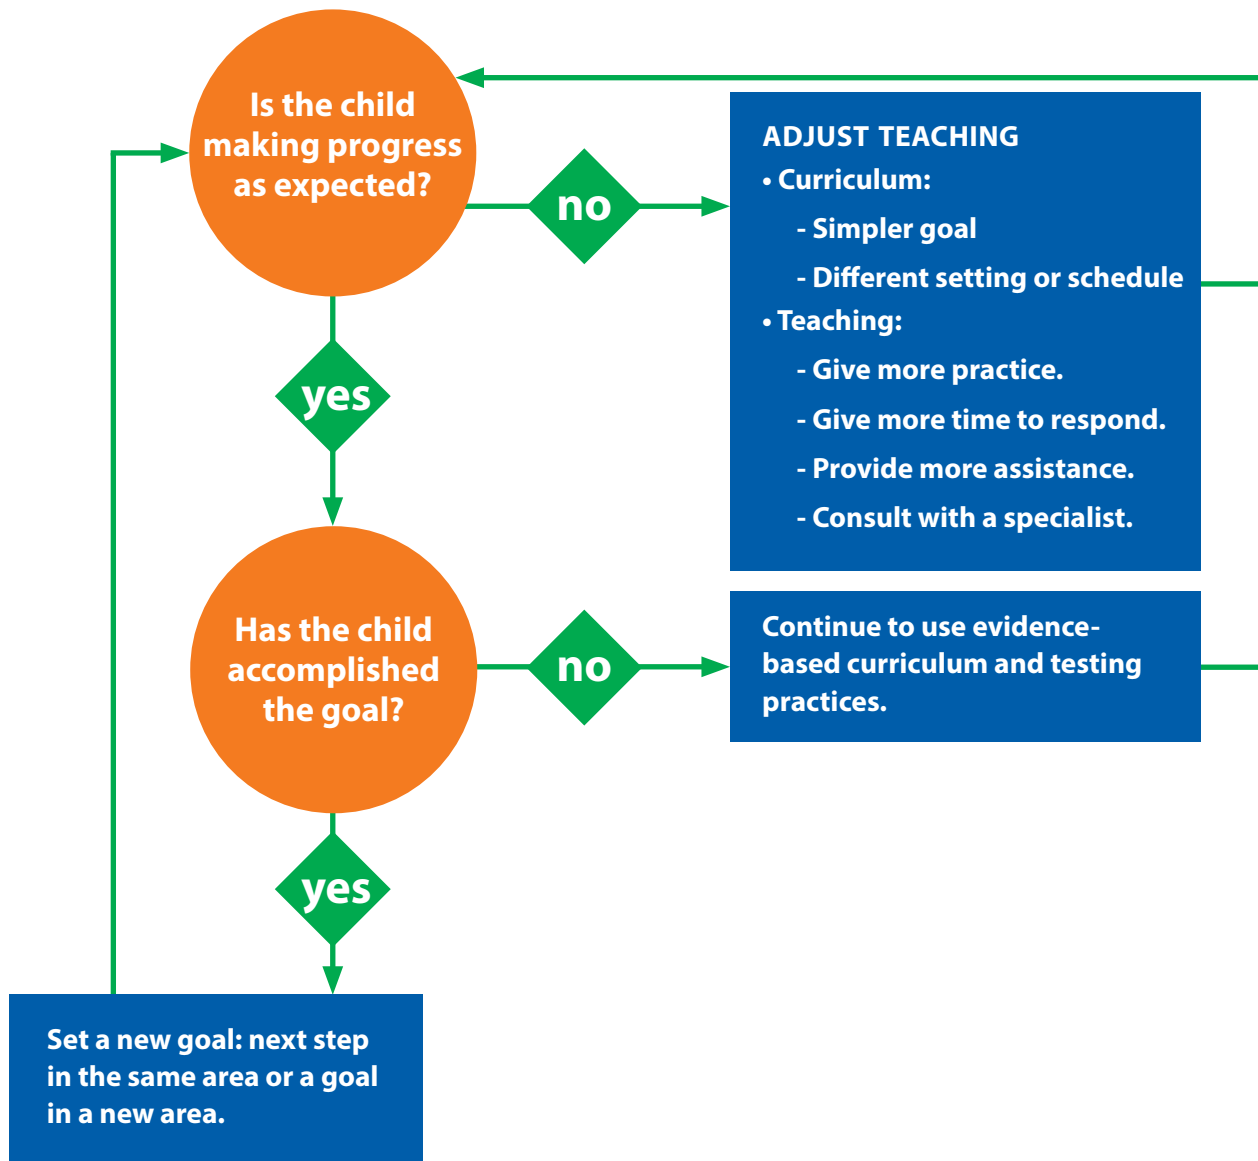 Is the child
making progress
as expected?
no
ADJUST TEACHING
• Curriculum:
- Simpler goal
- Different setting or schedule
• Teaching:
- Give more practice.
- Give more time to respond.
- Provide more assistance.
- Consult with a specialist.
yes
Has the child
accomplished
the goal?
no
Continue to use evidence-
based curriculum and testing
practices.
yes
Set a new goal: next step
in the same area or a goal
in a new area.